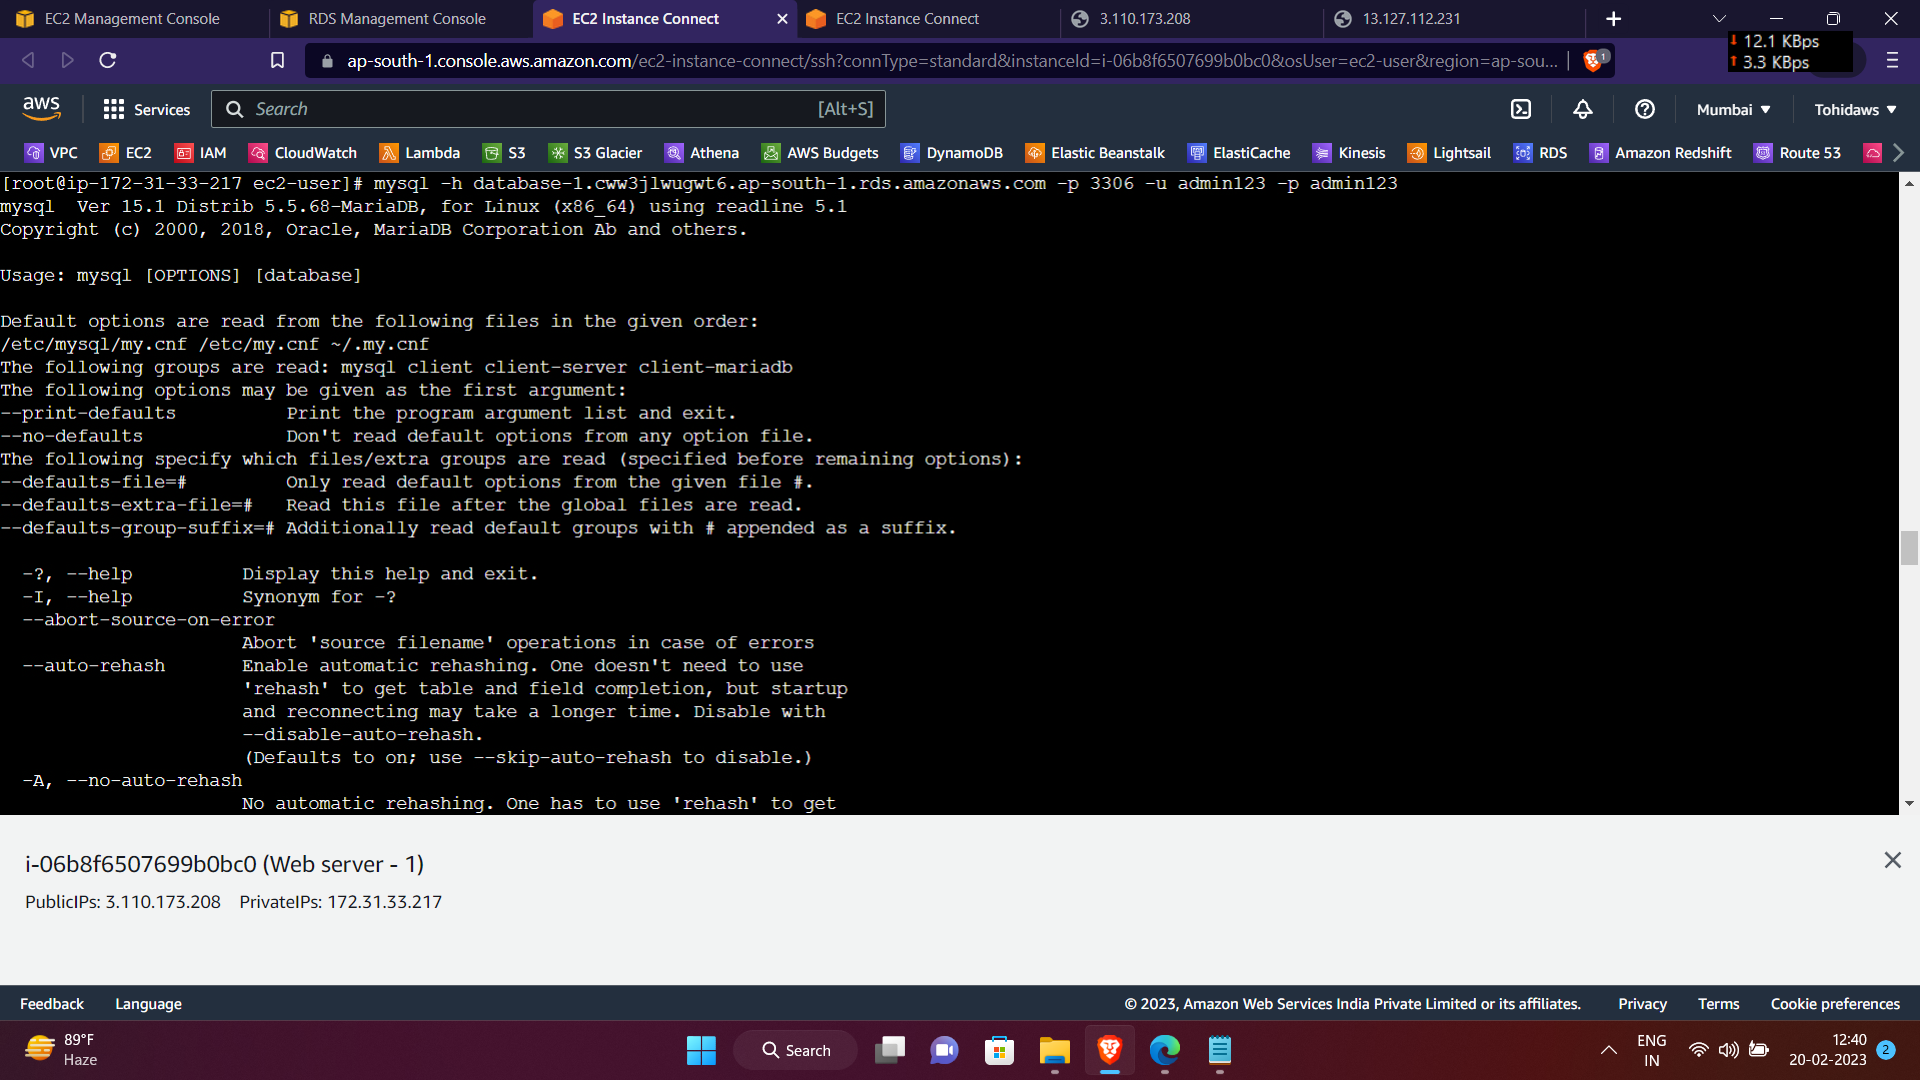 EC2 Management Console
RDS Management Console
EC2 Instance Connect
EC2 Instance Connect
3.110.173.208
13.127.112.231
12.1 KBps
3.3 KBps
ap-south-1.console.aws.amazon.com/ec2-instance-connect/ssh?connType=standard&instanceId=i-06b8f6507699b0bc0&osUser=ec2-user&region=ap-sou...
1
aws
Services
Search
[Alt+S]
Mumbai
Tohidaws
VPC EC2 IAM CloudWatch Lambda S3 S3 Glacier Athena AWS Budgets DynamoDB Elastic Beanstalk ElastiCache Kinesis Lightsail RDS Amazon Redshift Route 53
[root@ip-172-31-33-217 ec2-user]# mysql -h database-1.cww3jlwugwt6.ap-south-1.rds.amazonaws.com -p 3306 -u admin123 -p admin123
mysql  Ver 15.1 Distrib 5.5.68-MariaDB, for Linux (x86_64) using readline 5.1
Copyright (c) 2000, 2018, Oracle, MariaDB Corporation Ab and others.
Usage: mysql [OPTIONS] [database]
Default options are read from the following files in the given order:
/etc/mysql/my.cnf /etc/my.cnf ~/.my.cnf
The following groups are read: mysql client client-server client-mariadb
The following options may be given as the first argument:
--print-defaults          Print the program argument list and exit.
--no-defaults             Don't read default options from any option file.
The following specify which files/extra groups are read (specified before remaining options):
--defaults-file=#         Only read default options from the given file #.
--defaults-extra-file=#   Read this file after the global files are read.
--defaults-group-suffix=# Additionally read default groups with # appended as a suffix.
-?, --help          Display this help and exit.
-I, --help          Synonym for -?
--abort-source-on-error
Abort 'source filename' operations in case of errors
--auto-rehash       Enable automatic rehashing. One doesn't need to use
'rehash' to get table and field completion, but startup
and reconnecting may take a longer time. Disable with
--disable-auto-rehash.
(Defaults to on; use --skip-auto-rehash to disable.)
-A, --no-auto-rehash
No automatic rehashing. One has to use 'rehash' to get
i-06b8f6507699b0bc0 (Web server - 1)
PublicIPs: 3.110.173.208    PrivateIPs: 172.31.33.217
Feedback
Language
© 2023, Amazon Web Services India Private Limited or its affiliates.
Privacy
Terms
Cookie preferences
89°F
Haze
Search
ENG
IN
12:40
20-02-2023
2